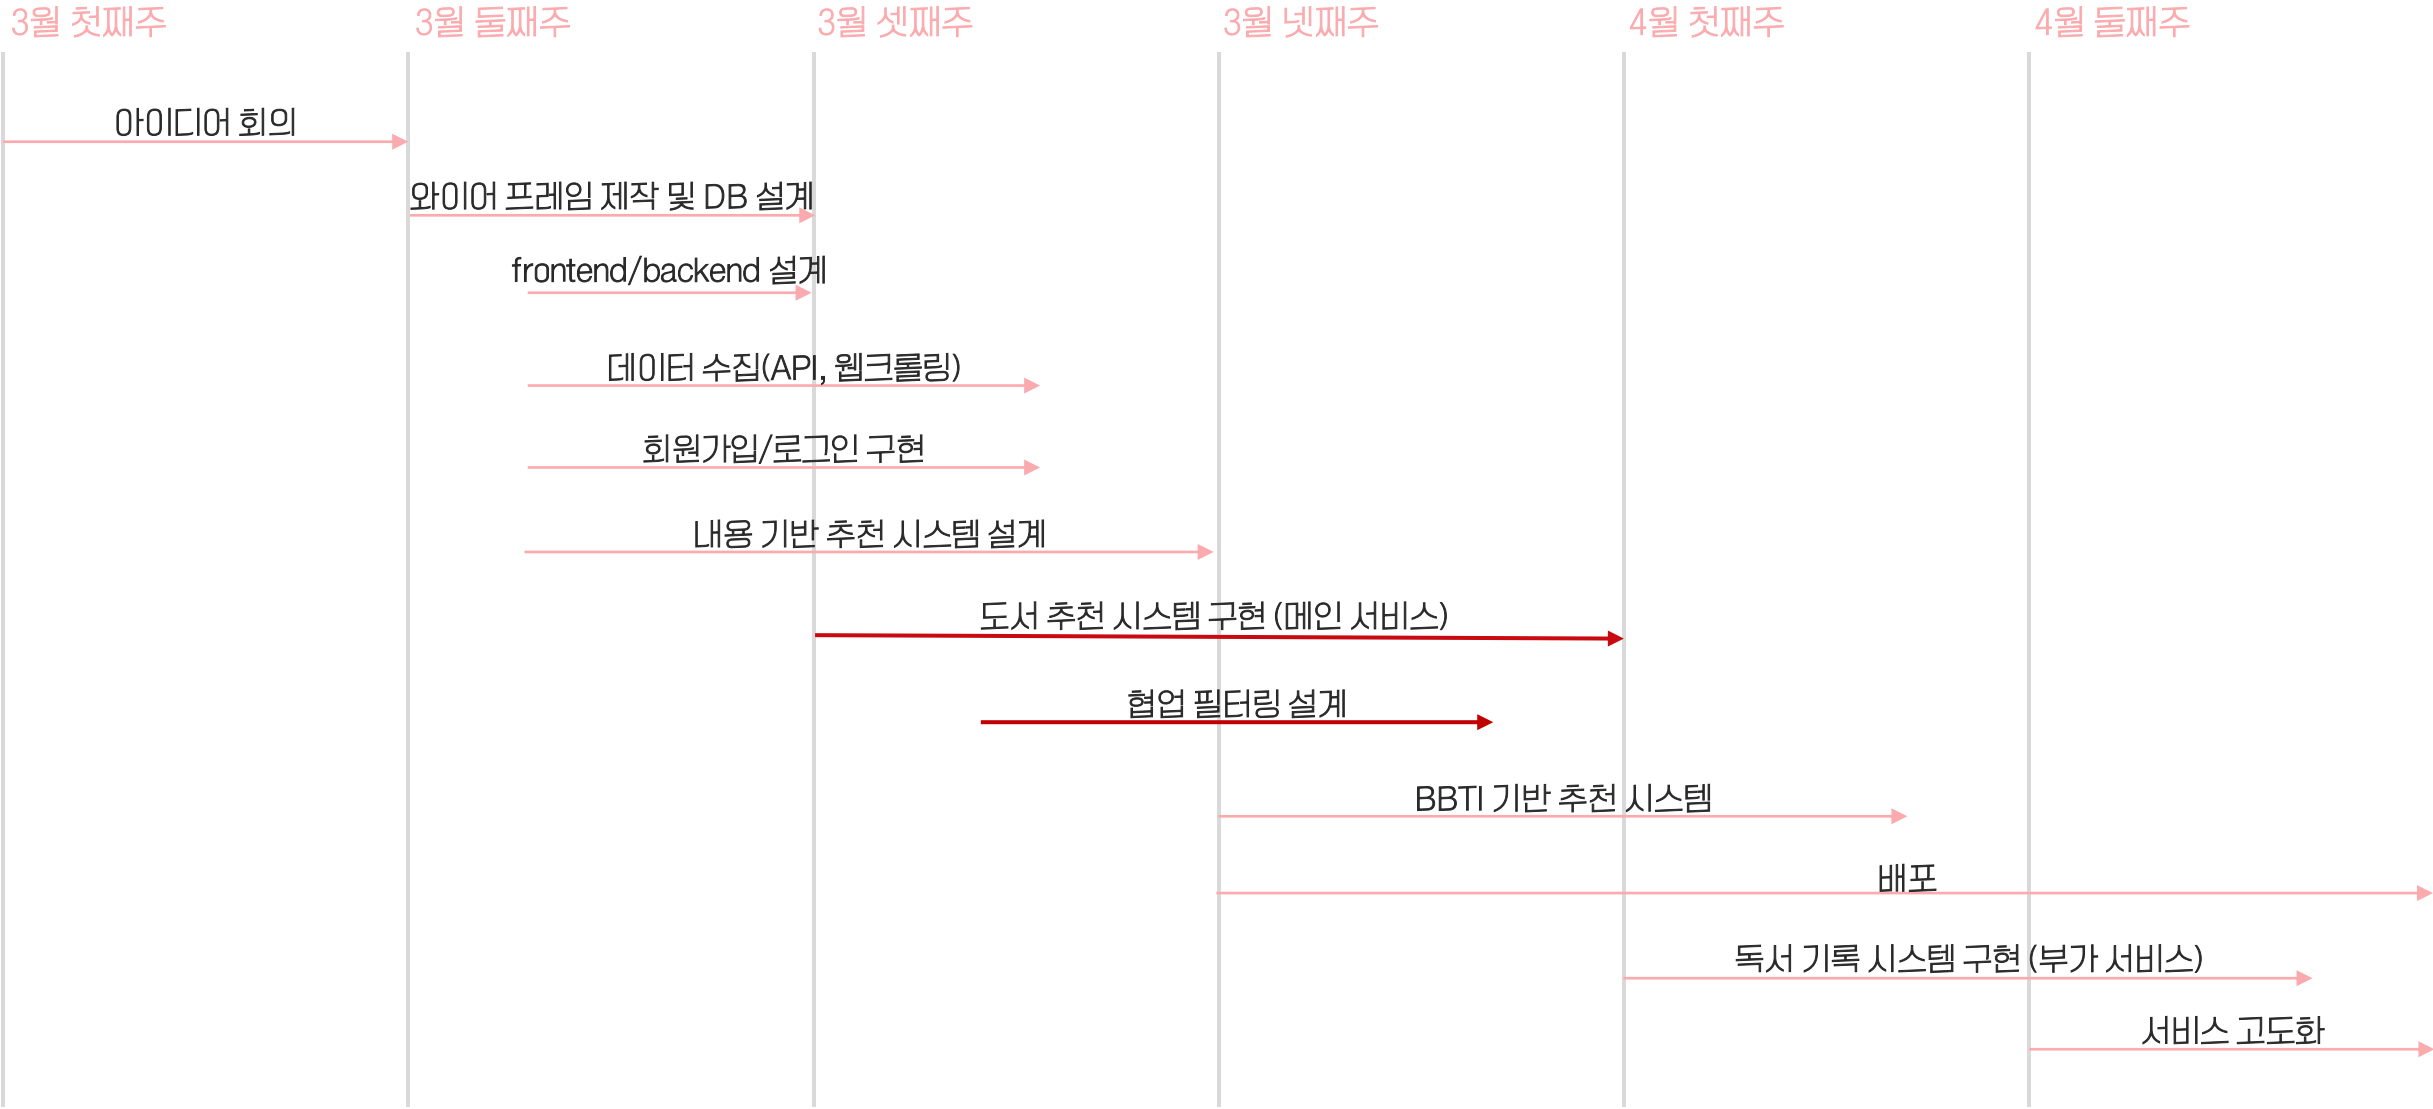 3월 첫째주
3월 둘째주
3월 셋째주
3월 넷째주
4월 첫째주
4월 둘째주
아이디어 회의
와이어 프레임 제작 및 DB 설계
frontend/backend 설계
데이터 수집(API, 웹크롤링)
회원가입/로그인 구현
내용 기반 추천 시스템 설계
도서 추천 시스템 구현 (메인 서비스)
협업 필터링 설계
BBTI 기반 추천 시스템
배포
독서 기록 시스템 구현 (부가 서비스)
서비스 고도화